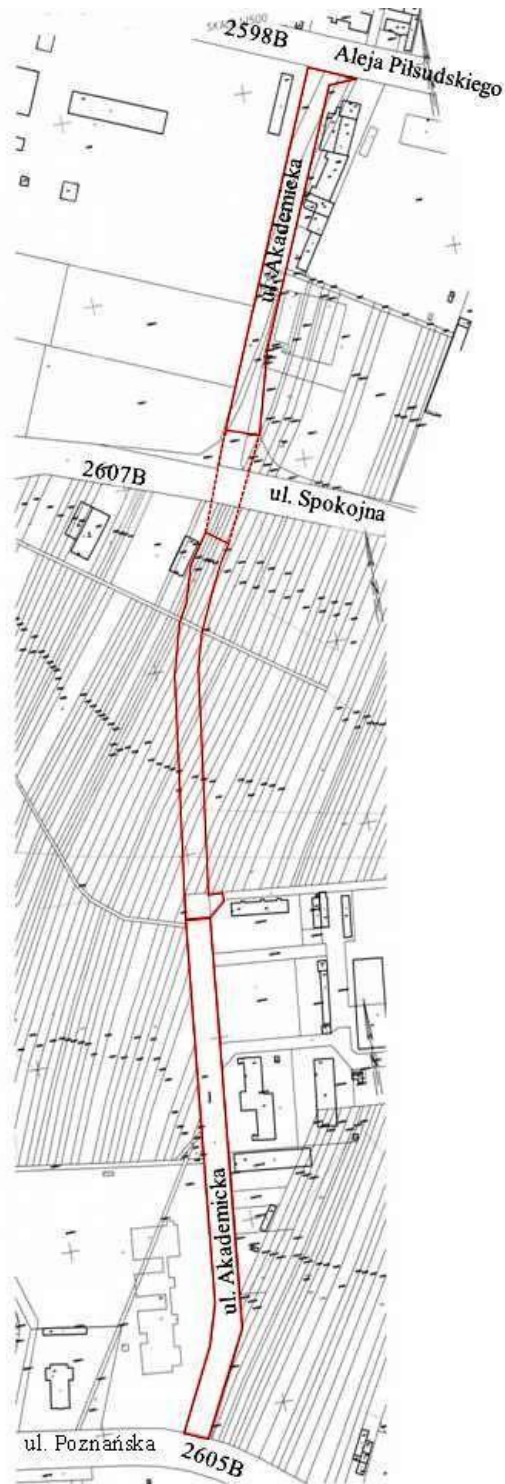 2598B
Aleja Piłsudskiego
ul. Akademicka
2607B
ul. Spokojna
ul. Akademicka
ul. Poznańska
2605B